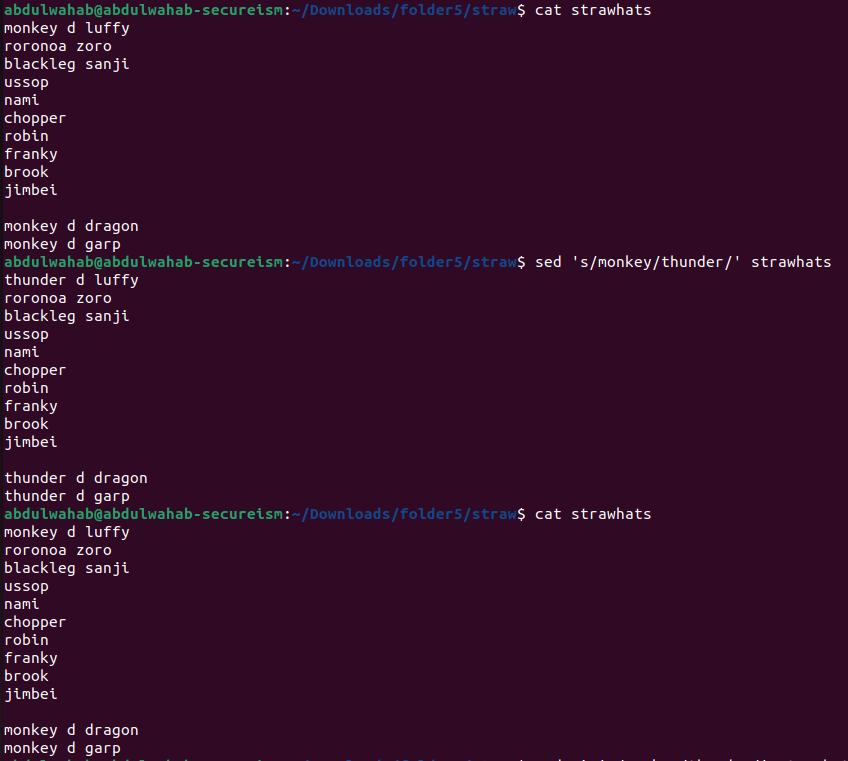 abdulwahab@abdulwahab-secureism:~/Downloads/folder5/straw$ cat strawhats
monkey d luffy
roronoa zoro
blackleg sanji
ussop
nami
chopper
robin
franky
brook
jimbei

monkey d dragon
monkey d garp
abdulwahab@abdulwahab-secureism:~/Downloads/folder5/straw$ sed 's/monkey/thunder/' strawhats
thunder d luffy
roronoa zoro
blackleg sanji
ussop
nami
chopper
robin
franky
brook
jimbei

thunder d dragon
thunder d garp
abdulwahab@abdulwahab-secureism:~/Downloads/folder5/straw$ cat strawhats
monkey d luffy
roronoa zoro
blackleg sanji
ussop
nami
chopper
robin
franky
brook
jimbei

monkey d dragon
monkey d garp